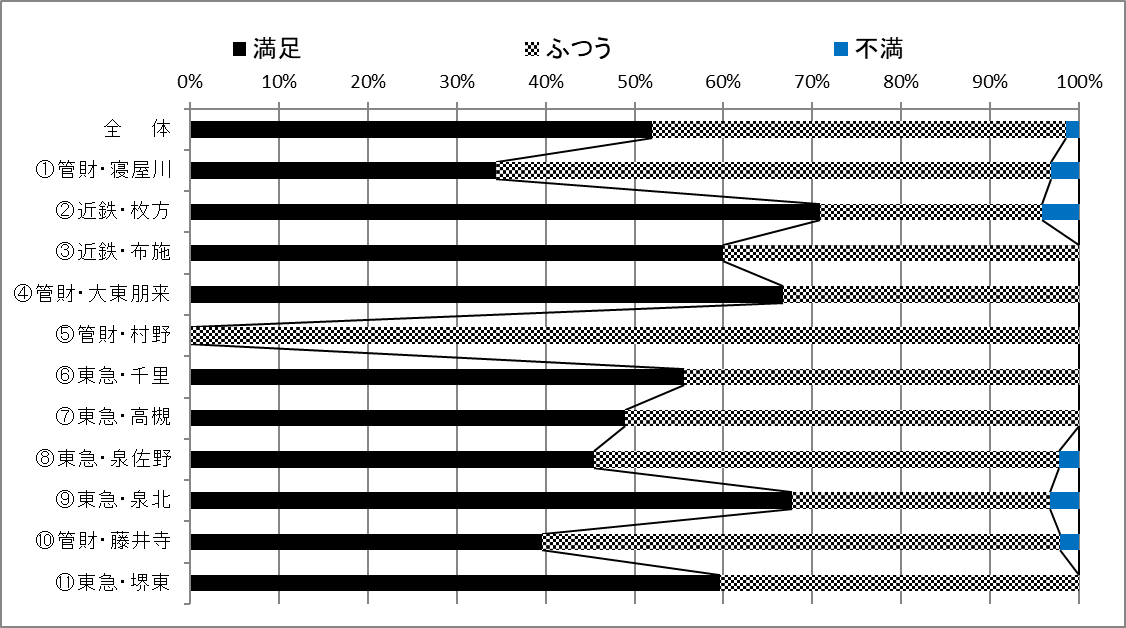 満足 ふつう 不満
0% 10% 20% 30% 40% 50% 60% 70% 80% 90% 100%
全 体
①管財・寝屋川
②近鉄・枚方
③近鉄・布施
④管財・大東朋来
⑤管財・村野
⑥東急・千里
⑦東急・高槻
⑧東急・泉佐野
⑨東急・泉北
⑩管財・藤井寺
⑪東急・堺東